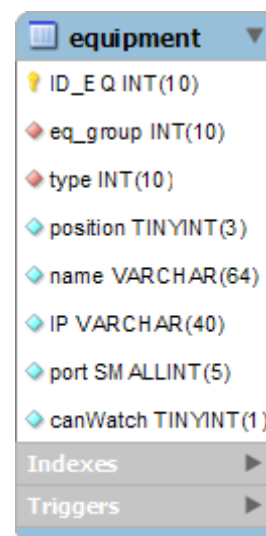 equipment
ID_EQ INT(10)
eq_group INT(10)
type INT(10)
position TINYINT(3)
name VARCHAR(64)
IP VARCHAR(40)
port SMALLINT(5)
canWatch TINYINT(1)
Indexes
Triggers